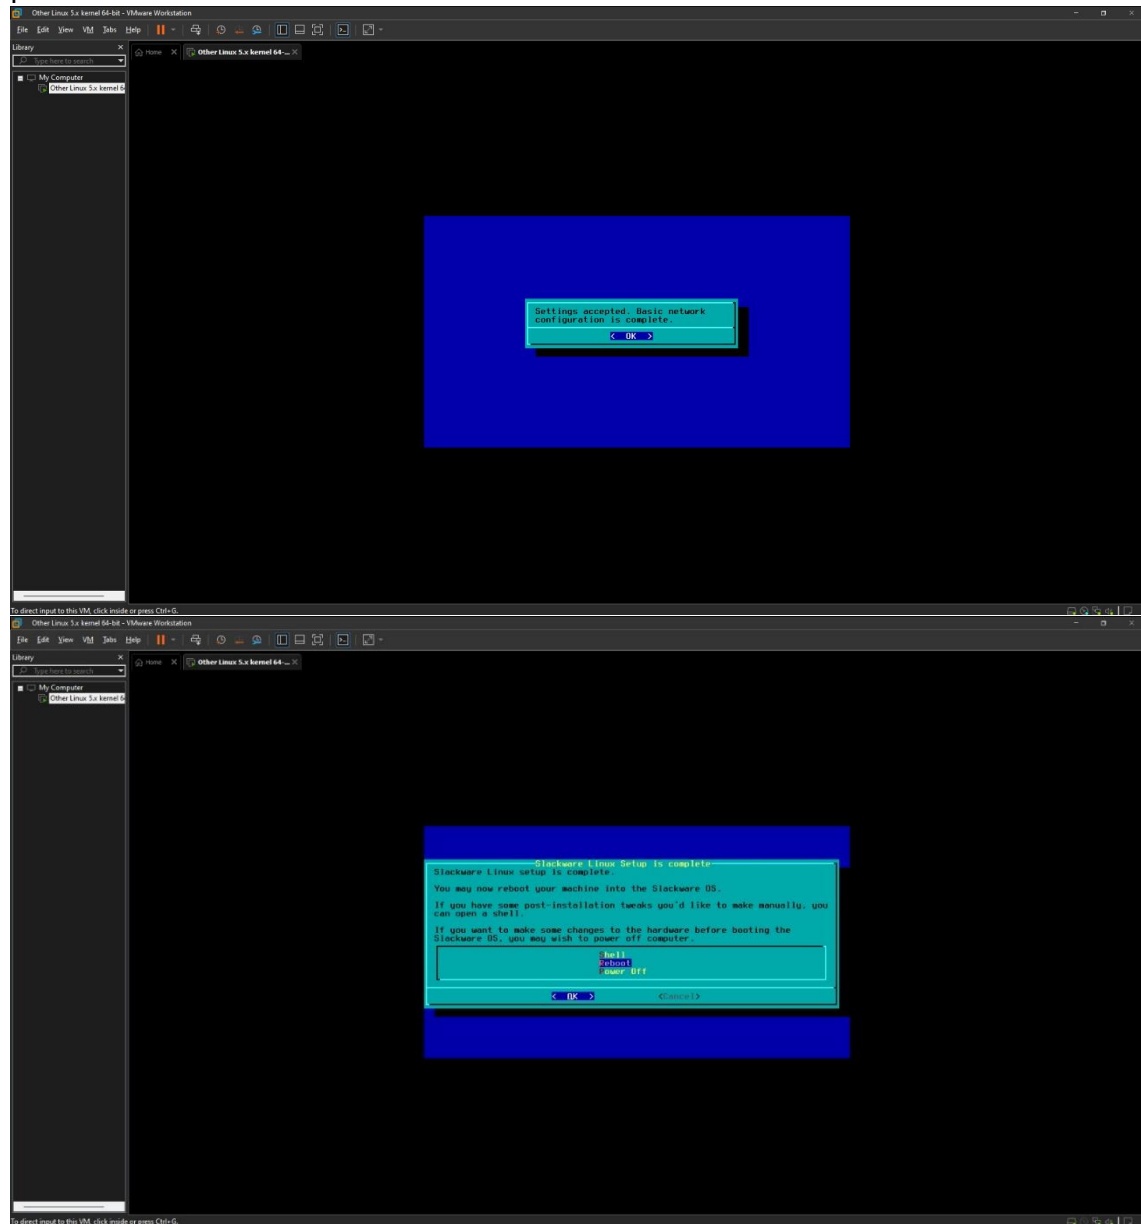 Other Linux 5.x kernel 64-bit - VMware Workstation
File Edit View VM Tabs Help
Library
Home
Other Linux 5.x kernel 64-...
Type here to search
My Computer
Other Linux 5.x kernel 6
Settings accepted. Basic network
configuration is complete.
< OK >
To direct input to this VM, click inside or press Ctrl+G.
Other Linux 5.x kernel 64-bit - VMware Workstation
File Edit View VM Tabs Help
Library
Home
Other Linux 5.x kernel 64-...
Type here to search
My Computer
Other Linux 5.x kernel 6
Slackware Linux Setup is complete
Slackware Linux setup is complete.
You may now reboot your machine into the Slackware OS.
If you have some post-installation tweaks you'd like to make manually, you
can open a shell.
If you want to make some changes to the hardware before booting the
Slackware OS, you may wish to power off computer.
Shell
Reboot
Power Off
< OK > <Cancel>
To direct input to this VM, click inside or press Ctrl+G.